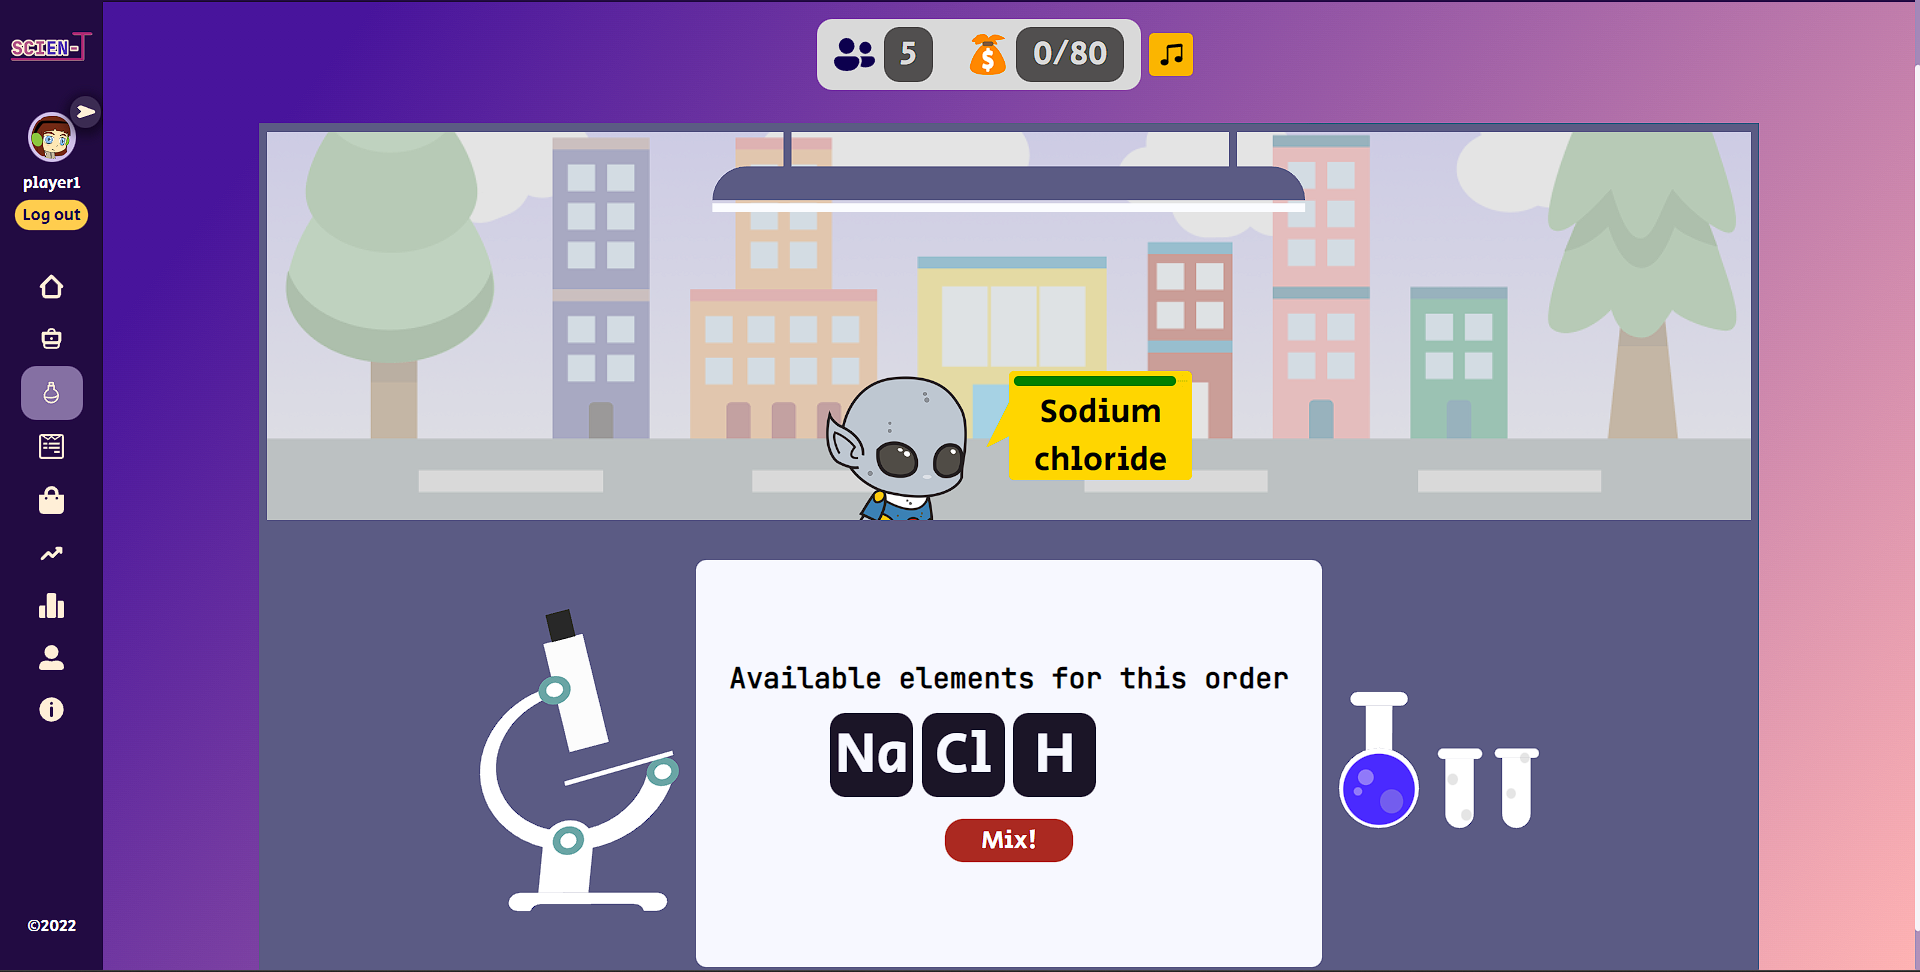 SCIEN-T
5
0/80
player1
Log out
Sodium
chloride
Available elements for this order
Na Cl H
Mix!
©2022